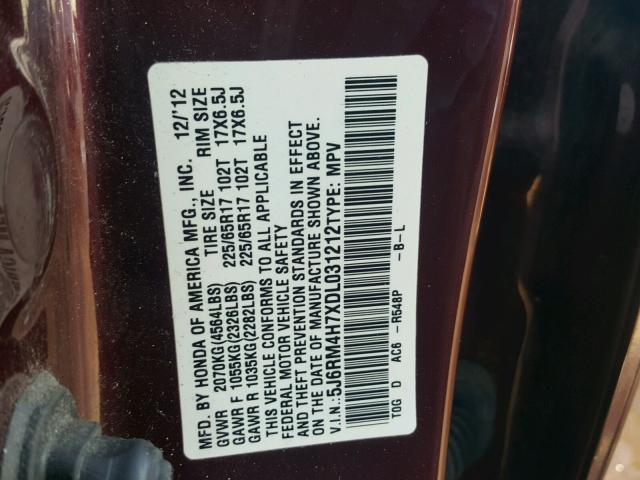 MFD. BY HONDA OF AMERICA MFG., INC. 12/'12
GVWR 2070KG(4564LBS) TIRE SIZE RIM SIZE
GAWR F 1055KG(2326LBS) 225/65R17 102T 17X6.5J
GAWR R 1035KG(2282LBS) 225/65R17 102T 17X6.5J
THIS VEHICLE CONFORMS TO ALL APPLICABLE
FEDERAL MOTOR VEHICLE SAFETY
AND THEFT PREVENTION STANDARDS IN EFFECT
ON THE DATE OF MANUFACTURE SHOWN ABOVE.
V.I.N.:5J6RM4H7XDL031212TYPE: MPV
TOG D AC6 -R548P -B-L